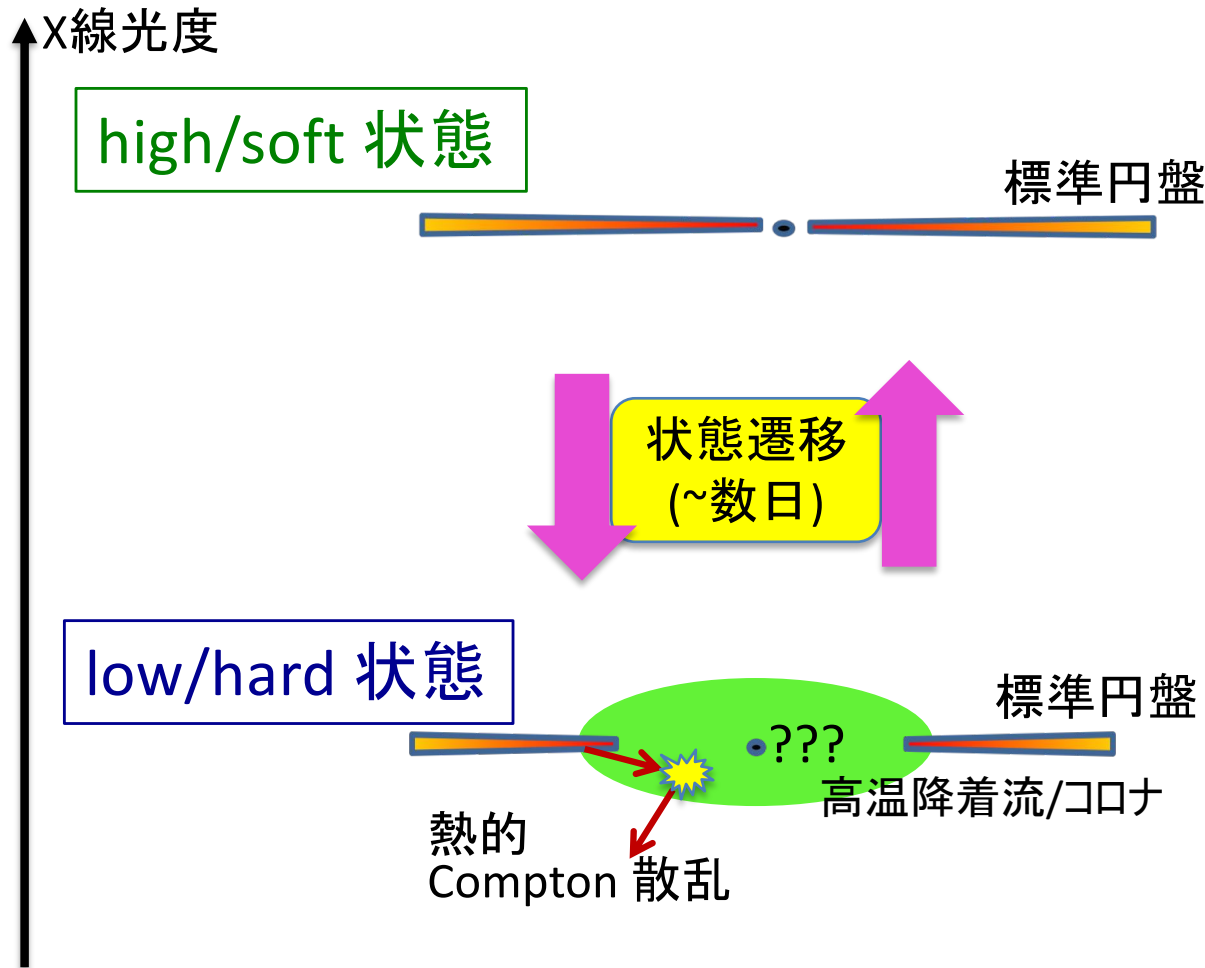 X線光度
high/soft 状態
標準円盤
状態遷移
(~数日)
low/hard 状態
標準円盤
???
高温降着流/コロナ
熱的
Compton 散乱